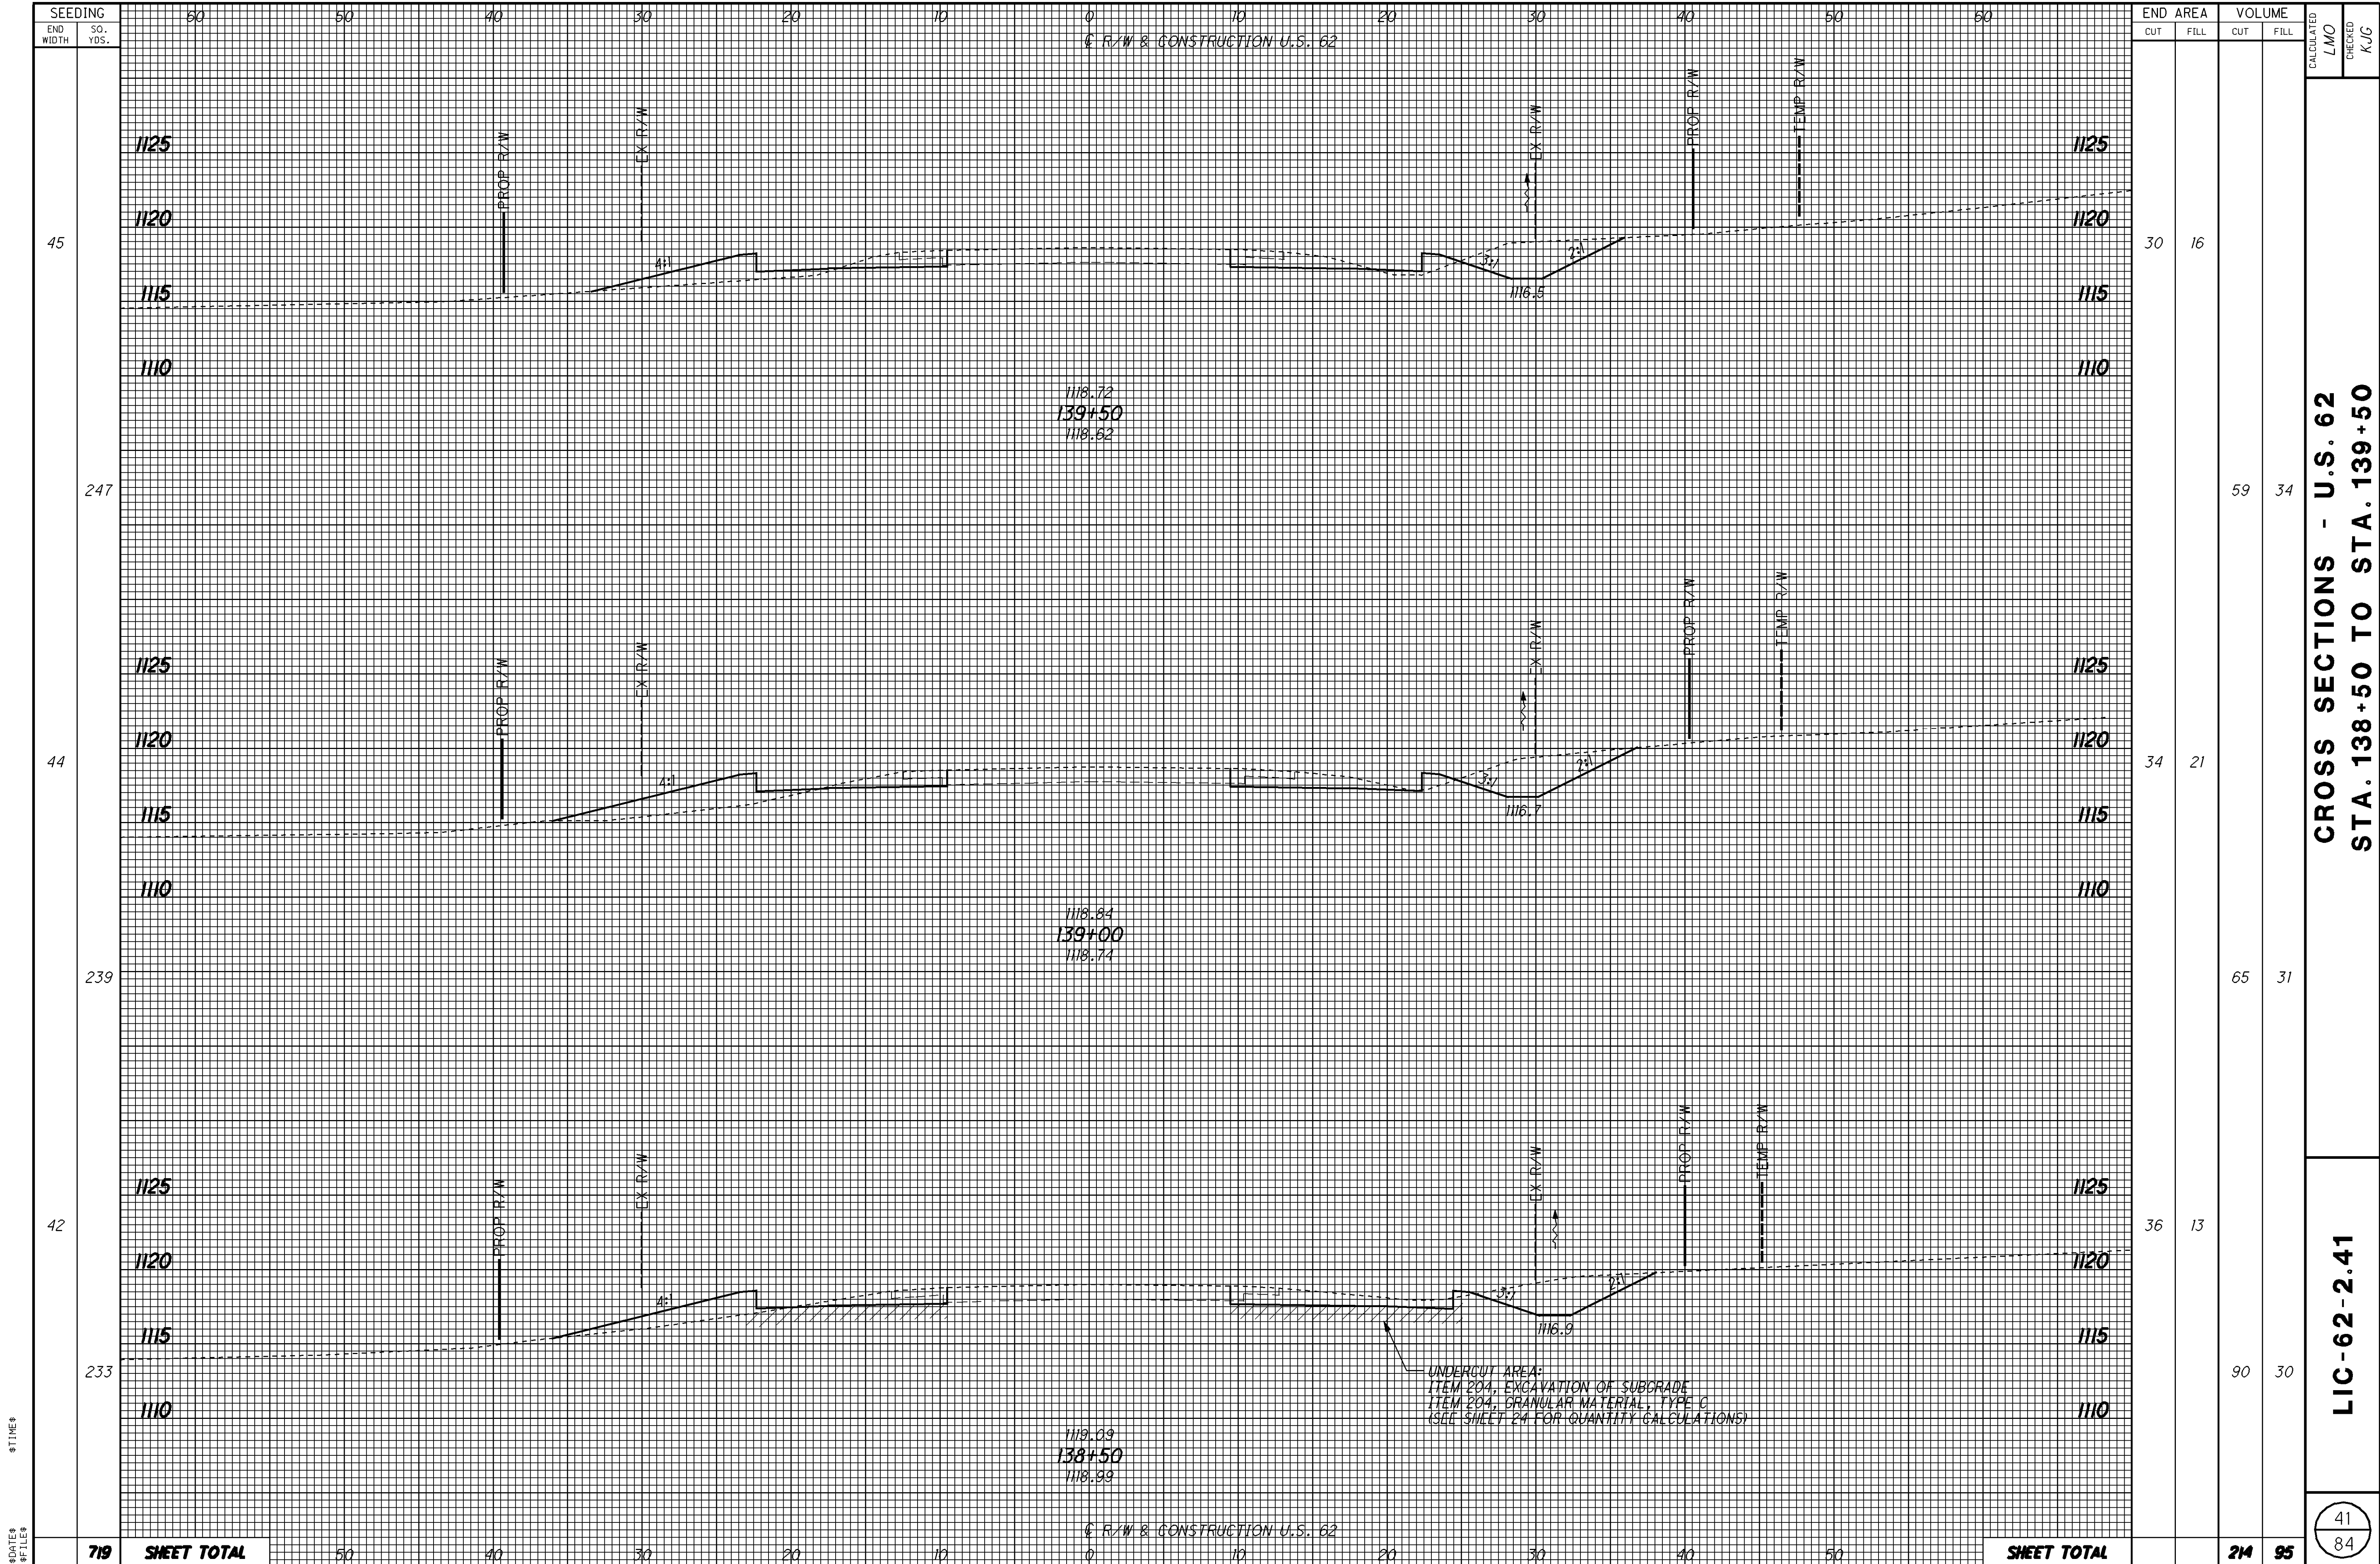 SEEDING
END WIDTH
SQ. YDS.
60 50 40 30 20 10 0 10 20 30 40 50 60
END AREA
VOLUME
CUT FILL CUT FILL
CALCULATED
LMO
CHECKED
KJG
℄ R/W & CONSTRUCTION U.S. 62
PROP R/W
EX R/W
EX R/W
PROP R/W
TEMP R/W
1125 1125
1120 1120
45
30 16
4:1
3:1
2:1
1115 1115
1116.5
1110 1110
1118.72
139+50
1118.62
247
59 34
PROP R/W
EX R/W
EX R/W
PROP R/W
TEMP R/W
1125 1125
1120 1120
44
34 21
4:1
3:1
2:1
1115 1115
1116.7
1110 1110
1118.84
139+00
1118.74
239
65 31
PROP R/W
EX R/W
EX R/W
PROP R/W
TEMP R/W
1125 1125
42
36 13
1120 1120
4:1
3:1
2:1
1115 1115
1116.9
233
90 30
UNDERCUT AREA:
ITEM 204, EXCAVATION OF SUBGRADE
ITEM 204, GRANULAR MATERIAL, TYPE C
(SEE SHEET 24 FOR QUANTITY CALCULATIONS)
1110 1110
1119.09
138+50
1118.99
℄ R/W & CONSTRUCTION U.S. 62
719 SHEET TOTAL
50 40 30 20 10 0 10 20 30 40 50
SHEET TOTAL 214 95
CROSS SECTIONS - U.S. 62
STA. 138+50 TO STA. 139+50
LIC-62-2.41
41
84
$TIME$
$DATE$
$FILE$